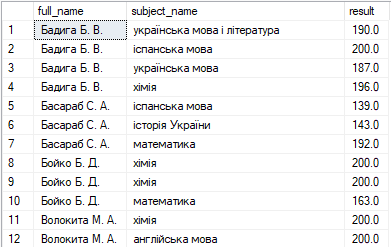 full_name subject_name result
1 Бадига Б. В. українська мова і література 190.0
2 Бадига Б. В. іспанська мова 200.0
3 Бадига Б. В. українська мова 187.0
4 Бадига Б. В. хімія 196.0
5 Басараб С. А. іспанська мова 139.0
6 Басараб С. А. історія України 143.0
7 Басараб С. А. математика 192.0
8 Бойко Б. Д. хімія 200.0
9 Бойко Б. Д. хімія 200.0
10 Бойко Б. Д. математика 163.0
11 Волокита М. А. хімія 200.0
12 Волокита М. А. англійська мова 200.0